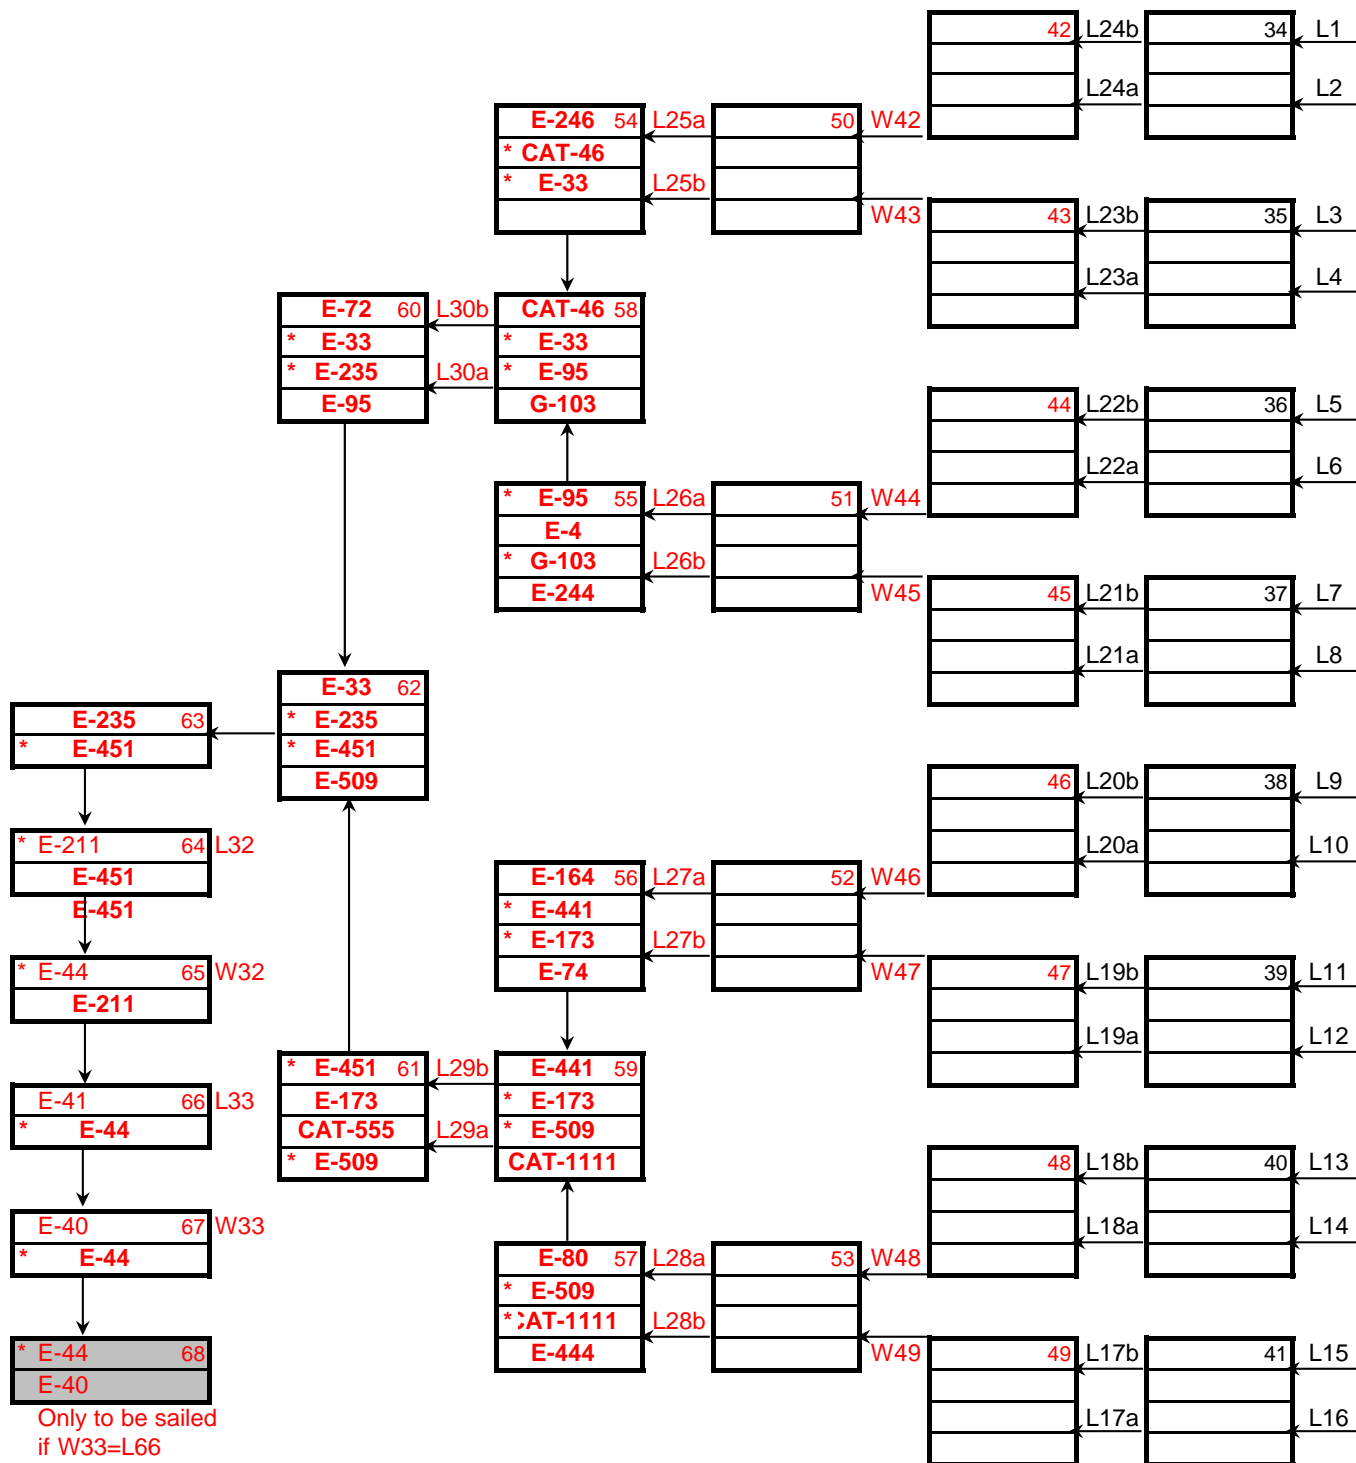 42 L24b 34 L1
L24a L2
E-246 54 L25a 50 W42
* CAT-46
* E-33 L25b
W43 43 L23b 35 L3
L23a L4
E-72 60 L30b CAT-46 58
* E-33 * E-33
* E-235 L30a * E-95
E-95 G-103
44 L22b 36 L5
L22a L6
* E-95 55 L26a 51 W44
E-4
* G-103 L26b
E-244 W45 45 L21b 37 L7
L21a L8
E-33 62
E-235 63 * E-235
* E-451 * E-451
E-509
46 L20b 38 L9
* E-211 64 L32 L20a L10
E-451 E-164 56 L27a 52 W46
E-451 * E-441
* E-173 L27b
* E-44 65 W32 E-74 W47 47 L19b 39 L11
E-211
L19a L12
* E-451 61 L29b E-441 59
E-41 66 L33 E-173 * E-173
* E-44 CAT-555 L29a * E-509
* E-509 CAT-1111 48 L18b 40 L13
E-40 67 W33 L18a L14
* E-44 E-80 57 L28a 53 W48
* E-509
* CAT-1111 L28b
* E-44 68 E-444 W49 49 L17b 41 L15
E-40
Only to be sailed L17a L16
if W33=L66